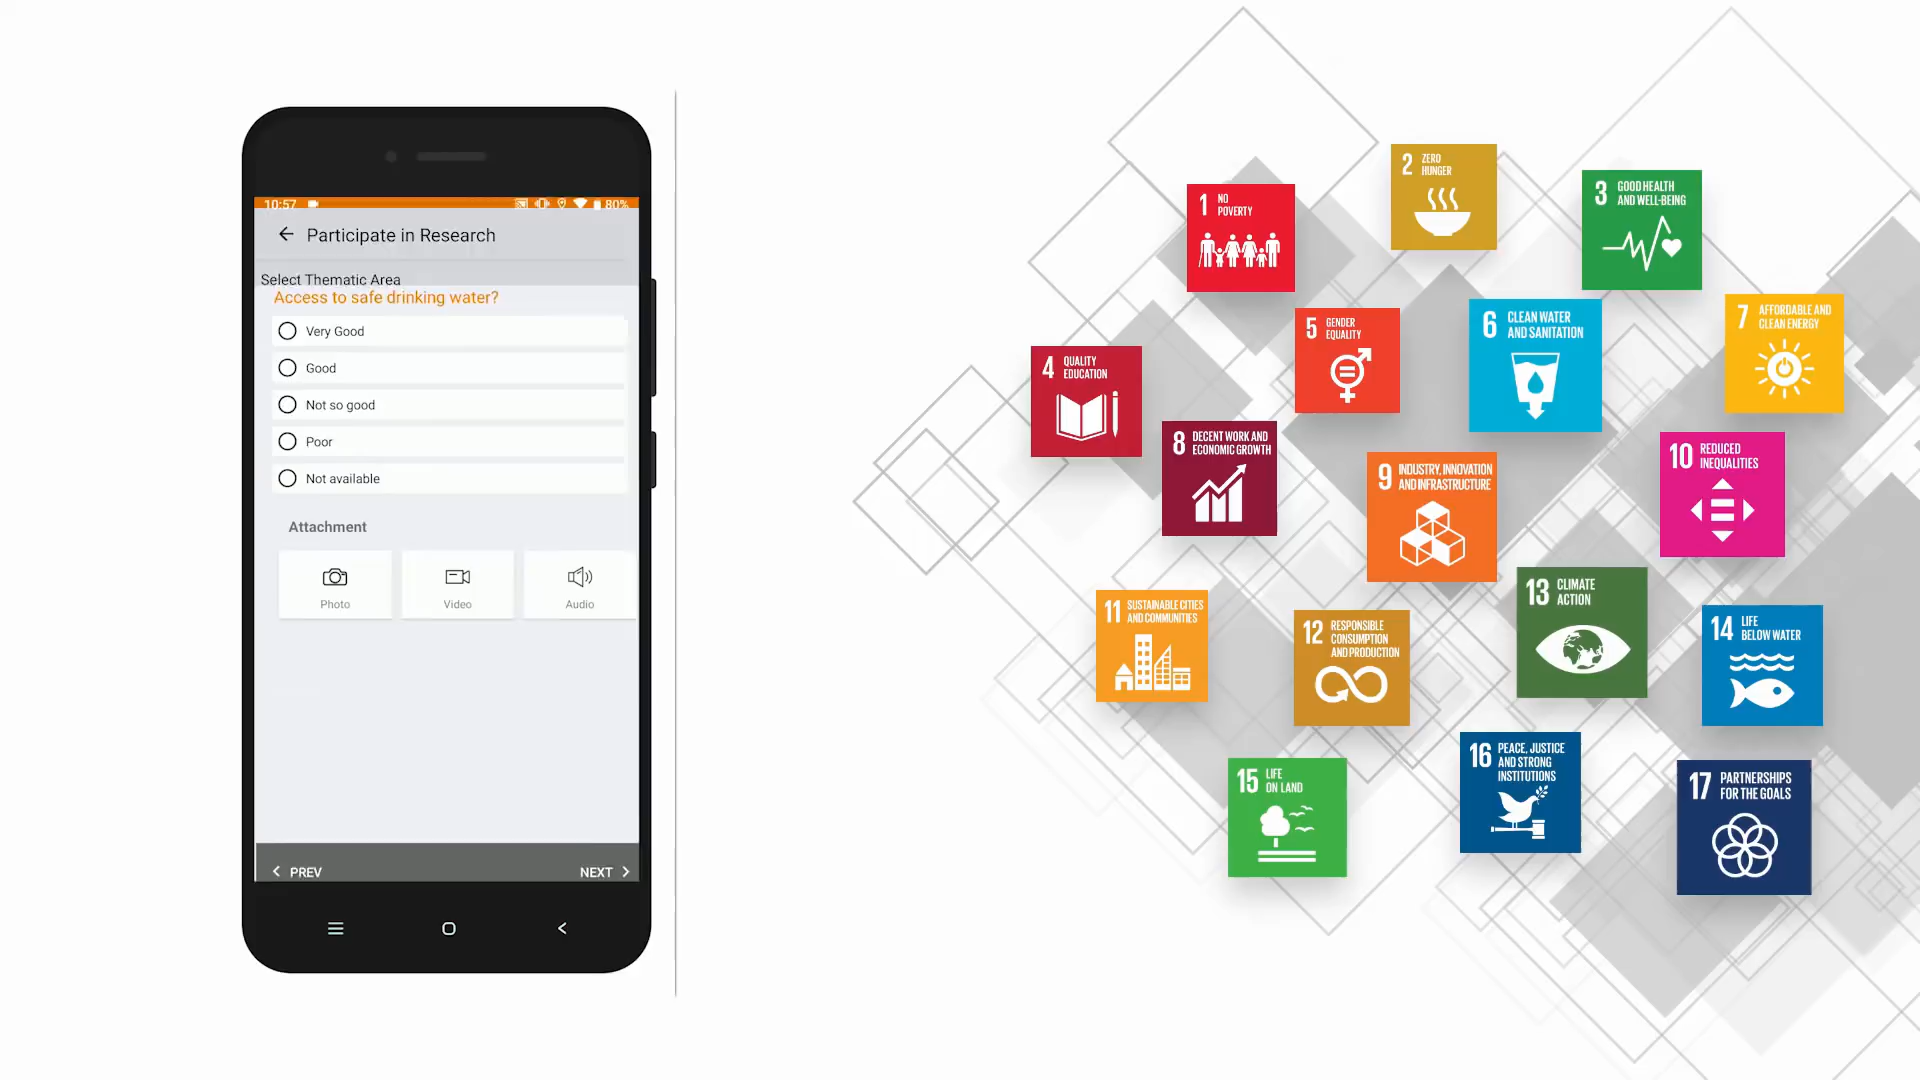 10:57
80%
Participate in Research
Select Thematic Area
Access to safe drinking water?
Very Good
Good
Not so good
Poor
Not available
Attachment
Photo
Video
Audio
PREV
NEXT
1 NO
POVERTY
2 ZERO
HUNGER
3 GOOD HEALTH
AND WELL-BEING
4 QUALITY
EDUCATION
5 GENDER
EQUALITY
6 CLEAN WATER
AND SANITATION
7 AFFORDABLE AND
CLEAN ENERGY
8 DECENT WORK AND
ECONOMIC GROWTH
9 INDUSTRY, INNOVATION
AND INFRASTRUCTURE
10 REDUCED
INEQUALITIES
11 SUSTAINABLE CITIES
AND COMMUNITIES
12 RESPONSIBLE
CONSUMPTION
AND PRODUCTION
13 CLIMATE
ACTION
14 LIFE
BELOW WATER
15 LIFE
ON LAND
16 PEACE, JUSTICE
AND STRONG
INSTITUTIONS
17 PARTNERSHIPS
FOR THE GOALS